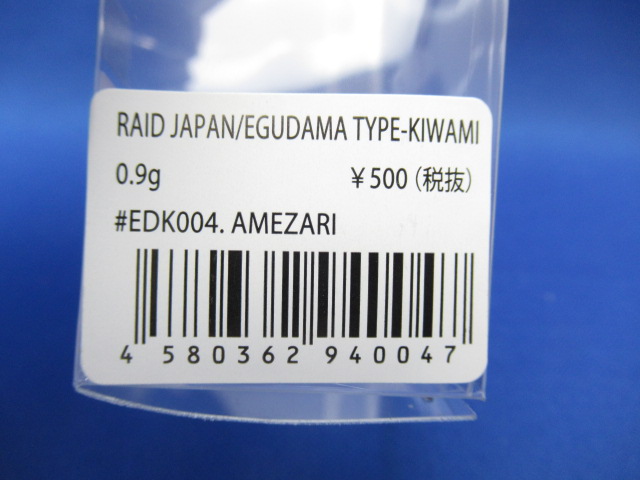 RAID JAPAN/EGUDAMA TYPE-KIWAMI
0.9g ￥500（税抜）
#EDK004. AMEZARI
4 580362 940047